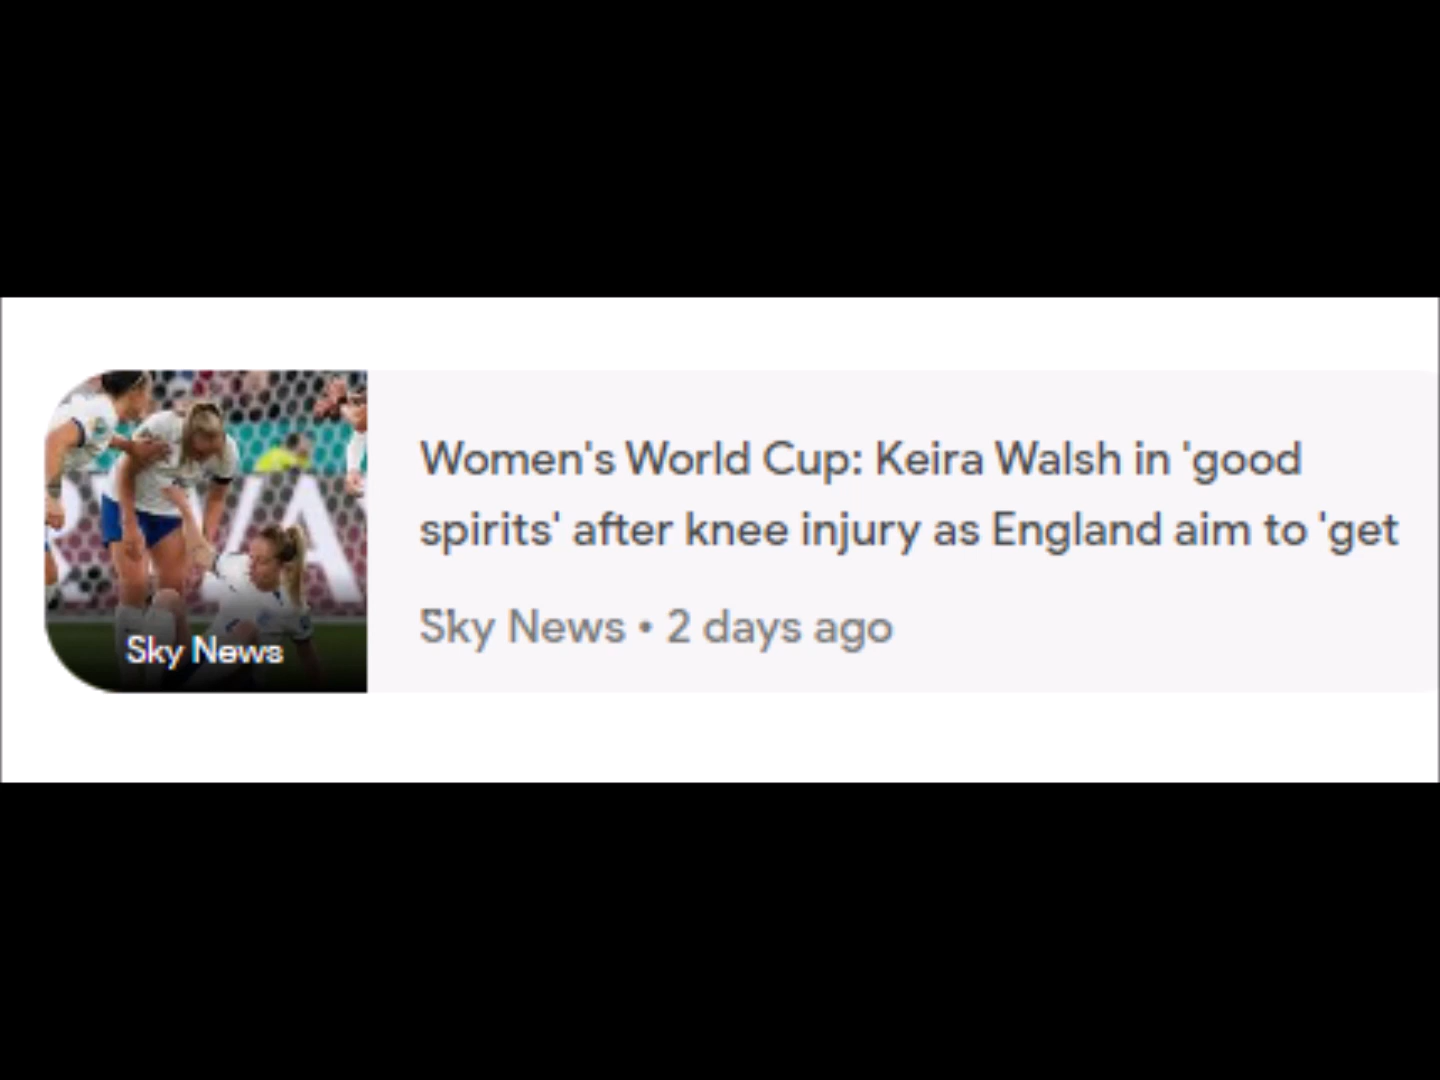 Women's World Cup: Keira Walsh in 'good
spirits' after knee injury as England aim to 'get
Sky News • 2 days ago
Sky News